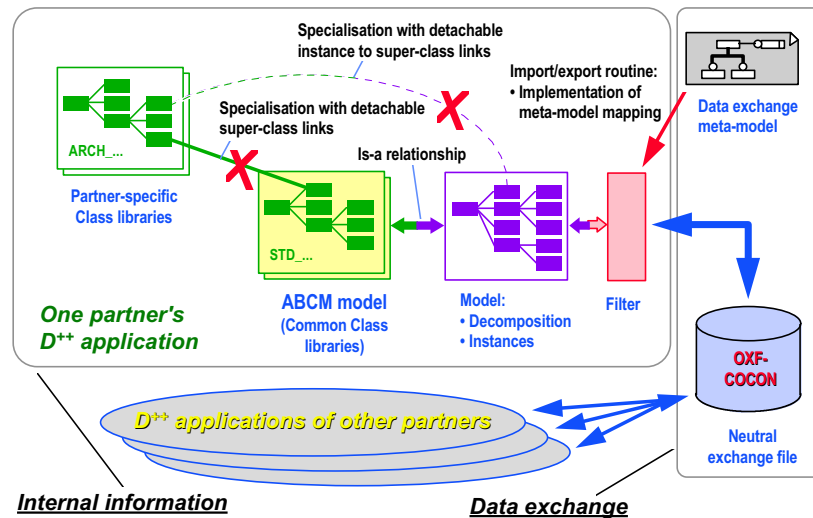 Specialisation with detachable
instance to super-class links
Import/export routine:
• Implementation of
meta-model mapping
Data exchange
meta-model
Specialisation with detachable
super-class links
ARCH_...
Is-a relationship
Partner-specific
Class libraries
STD_...
ABCM model
(Common Class
libraries)
Model:
• Decomposition
• Instances
Filter
One partner's
D++ application
OXF-
COCON
D++ applications of other partners
Neutral
exchange file
Internal information
Data exchange